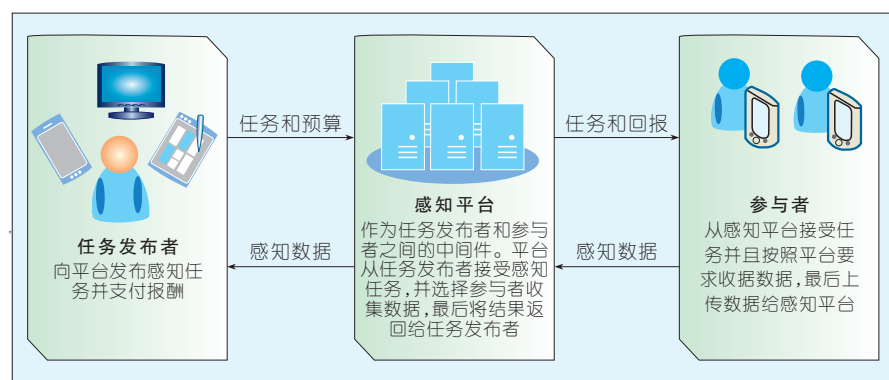 任务和预算
感知数据
任务发布者
向平台发布感知任
务并支付报酬
感知平台
作为任务发布者和参与
者之间的中间件。平台
从任务发布者接受感知
任务,并选择参与者收
集数据,最后将结果返
回给任务发布者
任务和回报
感知数据
参与者
从感知平台接受任
务并且按照平台要
求收据数据,最后上
传数据给感知平台